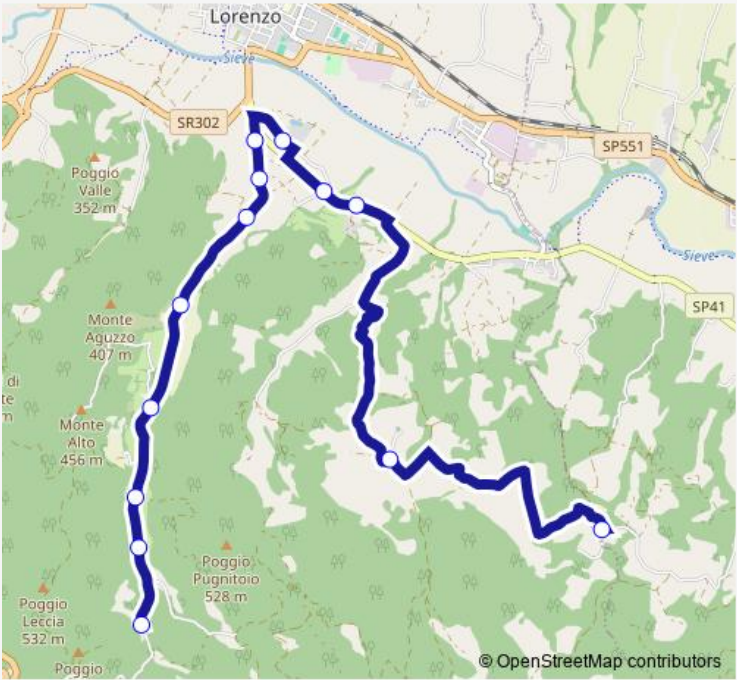 Lorenzo
Sieve
SR302
SP551
Poggio
Valle
352 m
Sieve
SP41
Monte
Aguzzo
407 m
di
te
m
Monte
Alto
456 m
Poggio
Pugnitoio
528 m
Poggio
Leccia
532 m
Poggio
© OpenStreetMap contributors